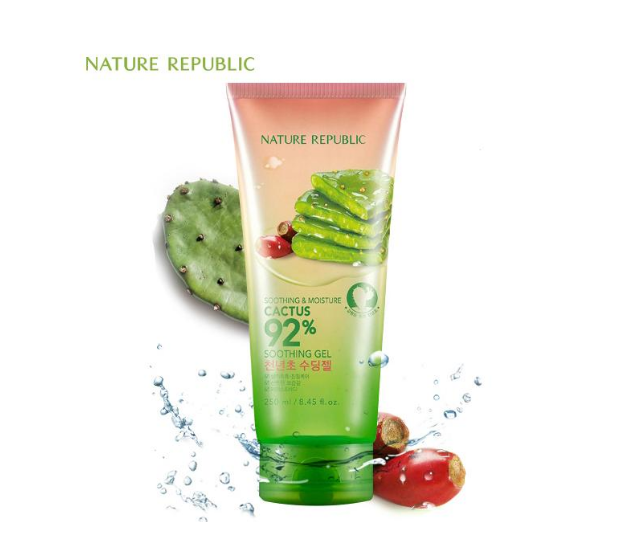 NATURE REPUBLIC
NATURE REPUBLIC
SOOTHING & MOISTURE
CACTUS
92%
SOOTHING GEL
천년초 수딩젤
250 ml / 8.45 fl.oz.